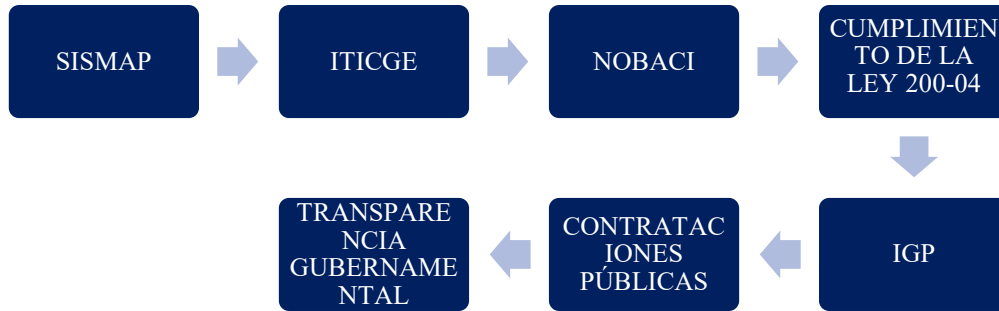 SISMAP
ITICGE
NOBACI
CUMPLIMIEN
TO DE LA
LEY 200-04
IGP
CONTRATAC
IONES
PÚBLICAS
TRANSPARE
NCIA
GUBERNAME
NTAL